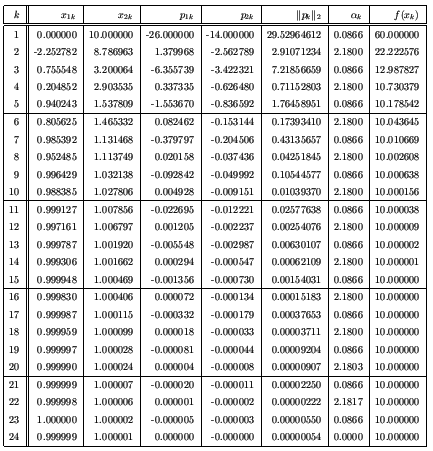 k x1k x2k p1k p2k ∥pk∥2 αk f(xk)
1 0.000000 10.000000 -26.000000 -14.000000 29.52964612 0.0866 60.000000
2 -2.252782 8.786963 1.379968 -2.562789 2.91071234 2.1800 22.222576
3 0.755548 3.200064 -6.355739 -3.422321 7.21856659 0.0866 12.987827
4 0.204852 2.903535 0.337335 -0.626480 0.71152803 2.1800 10.730379
5 0.940243 1.537809 -1.553670 -0.836592 1.76458951 0.0866 10.178542
6 0.805625 1.465332 0.082462 -0.153144 0.17393410 2.1800 10.043645
7 0.985392 1.131468 -0.379797 -0.204506 0.43135657 0.0866 10.010669
8 0.952485 1.113749 0.020158 -0.037436 0.04251845 2.1800 10.002608
9 0.996429 1.032138 -0.092842 -0.049992 0.10544577 0.0866 10.000638
10 0.988385 1.027806 0.004928 -0.009151 0.01039370 2.1800 10.000156
11 0.999127 1.007856 -0.022695 -0.012221 0.02577638 0.0866 10.000038
12 0.997161 1.006797 0.001205 -0.002237 0.00254076 2.1800 10.000009
13 0.999787 1.001920 -0.005548 -0.002987 0.00630107 0.0866 10.000002
14 0.999306 1.001662 0.000294 -0.000547 0.00062109 2.1800 10.000001
15 0.999948 1.000469 -0.001356 -0.000730 0.00154031 0.0866 10.000000
16 0.999830 1.000406 0.000072 -0.000134 0.00015183 2.1800 10.000000
17 0.999987 1.000115 -0.000332 -0.000179 0.00037653 0.0866 10.000000
18 0.999959 1.000099 0.000018 -0.000033 0.00003711 2.1800 10.000000
19 0.999997 1.000028 -0.000081 -0.000044 0.00009204 0.0866 10.000000
20 0.999990 1.000024 0.000004 -0.000008 0.00000907 2.1803 10.000000
21 0.999999 1.000007 -0.000020 -0.000011 0.00002250 0.0866 10.000000
22 0.999998 1.000006 0.000001 -0.000002 0.00000222 2.1817 10.000000
23 1.000000 1.000002 -0.000005 -0.000003 0.00000550 0.0866 10.000000
24 0.999999 1.000001 0.000000 -0.000000 0.00000054 0.0000 10.000000